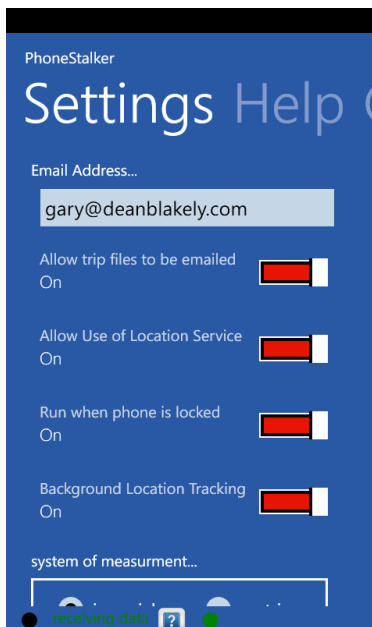 PhoneStalker
Settings Help
Email Address...
gary@deanblakely.com
Allow trip files to be emailed
On
Allow Use of Location Service
On
Run when phone is locked
On
Background Location Tracking
On
system of measurment...
receiving data ?